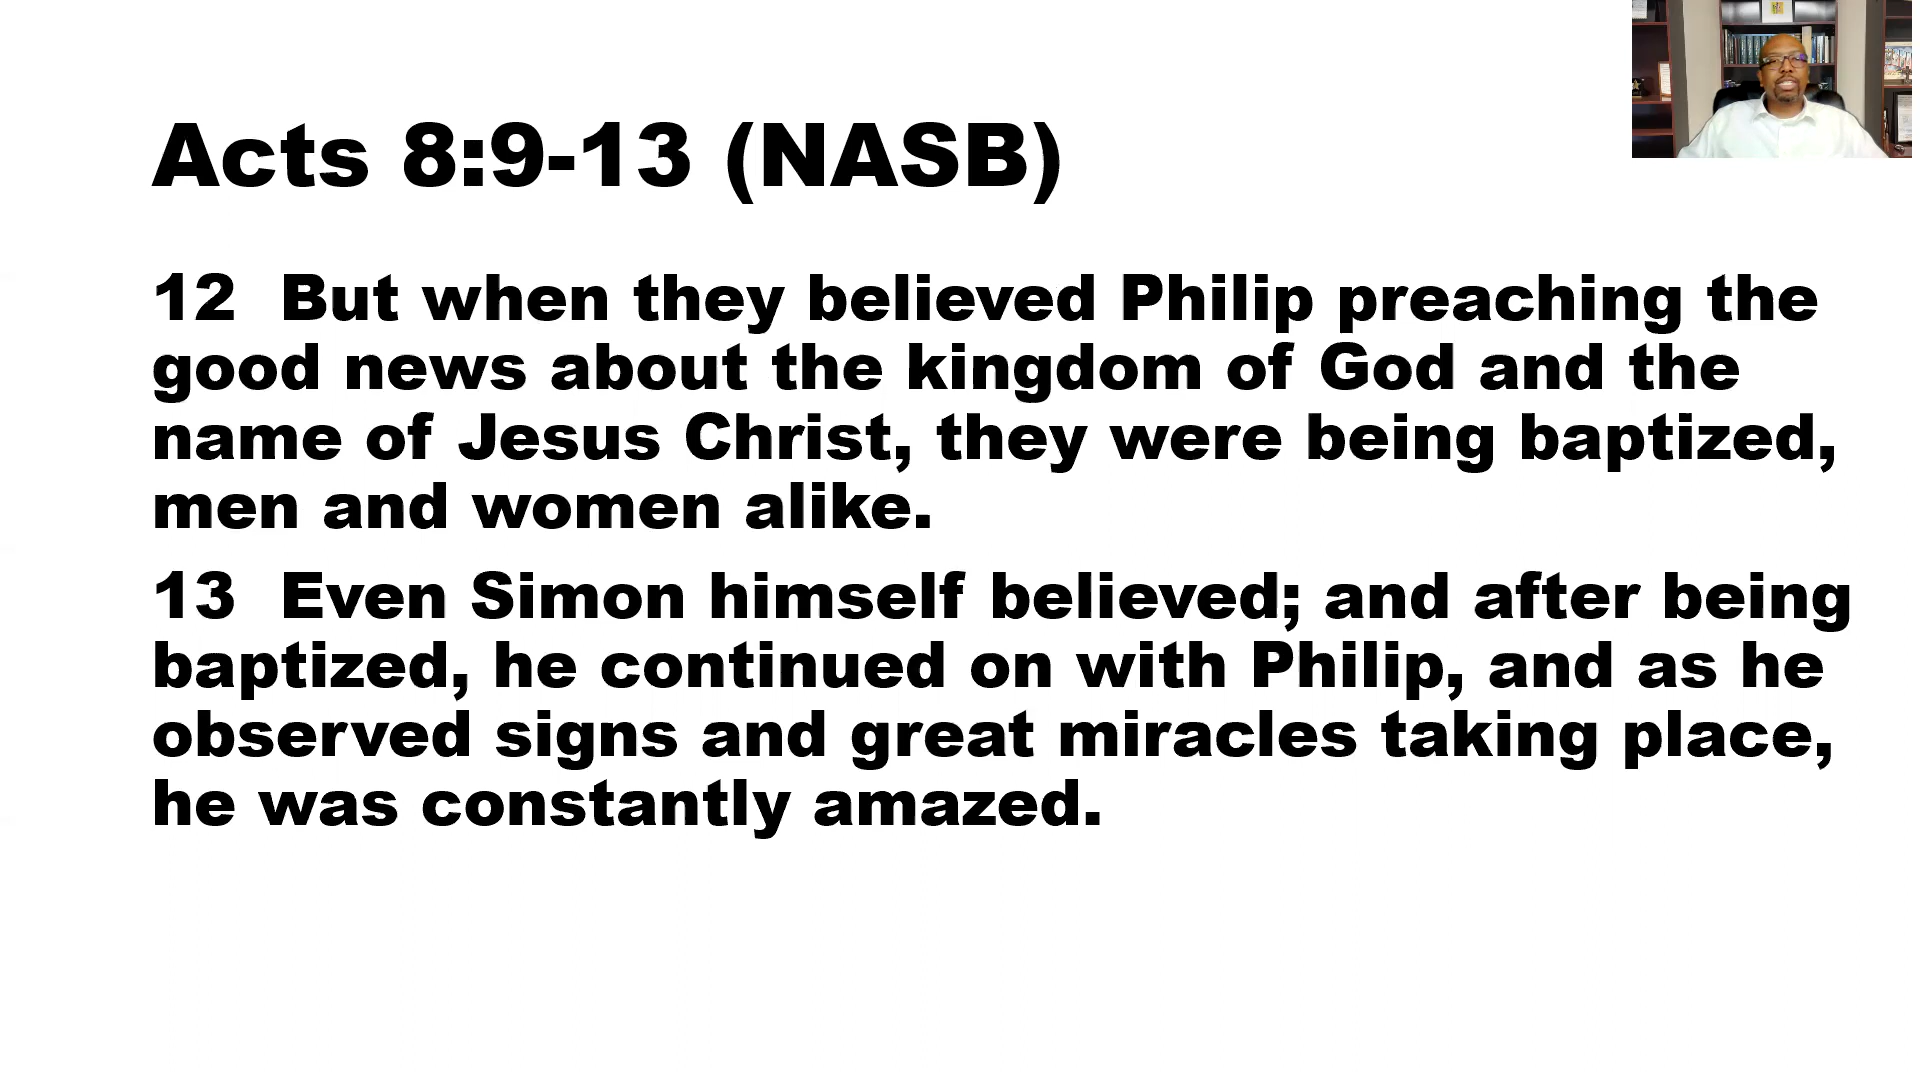 Acts 8:9-13 (NASB)
12 But when they believed Philip preaching the
good news about the kingdom of God and the
name of Jesus Christ, they were being baptized,
men and women alike.
13 Even Simon himself believed; and after being
baptized, he continued on with Philip, and as he
observed signs and great miracles taking place,
he was constantly amazed.